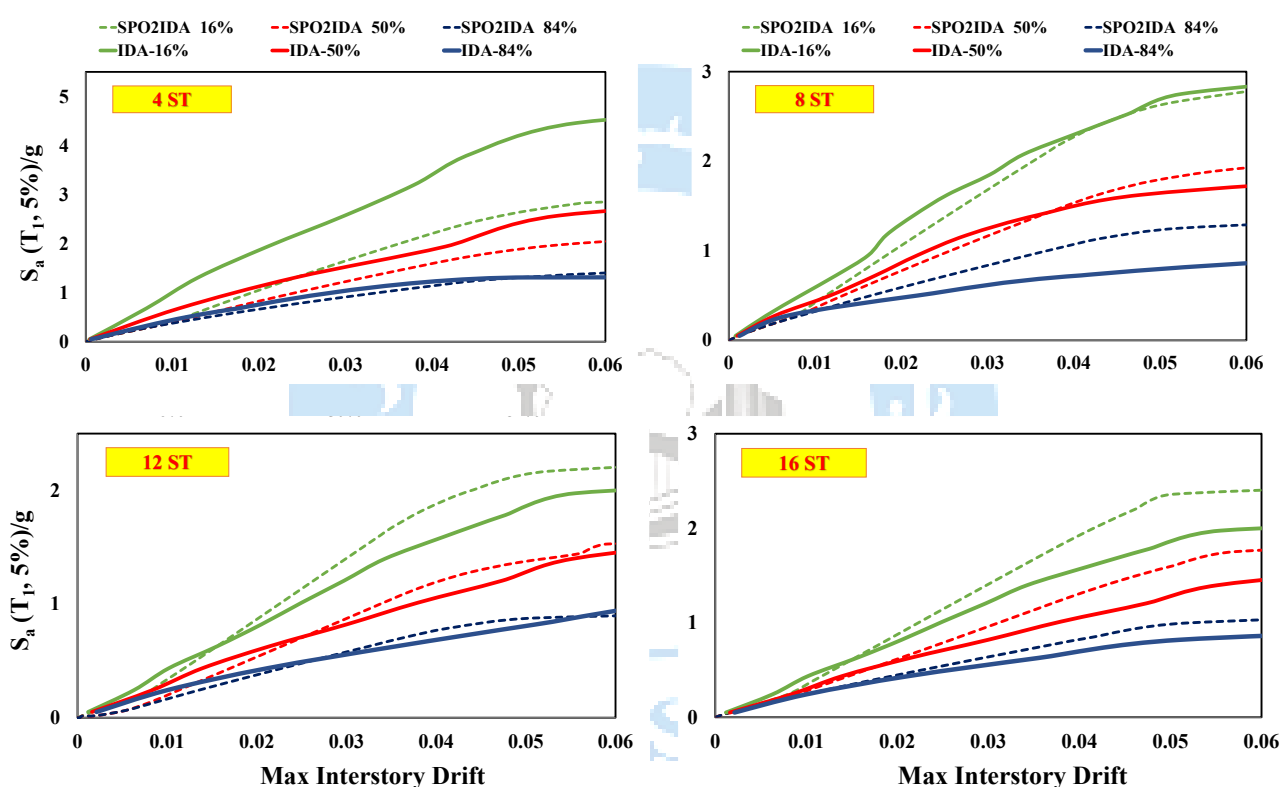 SPO2IDA 16% SPO2IDA 50% SPO2IDA 84%
IDA-16% IDA-50% IDA-84%
SPO2IDA 16% SPO2IDA 50% SPO2IDA 84%
IDA-16% IDA-50% IDA-84%
4 ST
Sa (T1, 5%)/g
5
4
3
2
1
0
0 0.01 0.02 0.03 0.04 0.05 0.06
8 ST
3
2
1
0
0 0.01 0.02 0.03 0.04 0.05 0.06
12 ST
Sa (T1, 5%)/g
2
1
0
0 0.01 0.02 0.03 0.04 0.05 0.06
Max Interstory Drift
16 ST
3
2
1
0
0 0.01 0.02 0.03 0.04 0.05 0.06
Max Interstory Drift